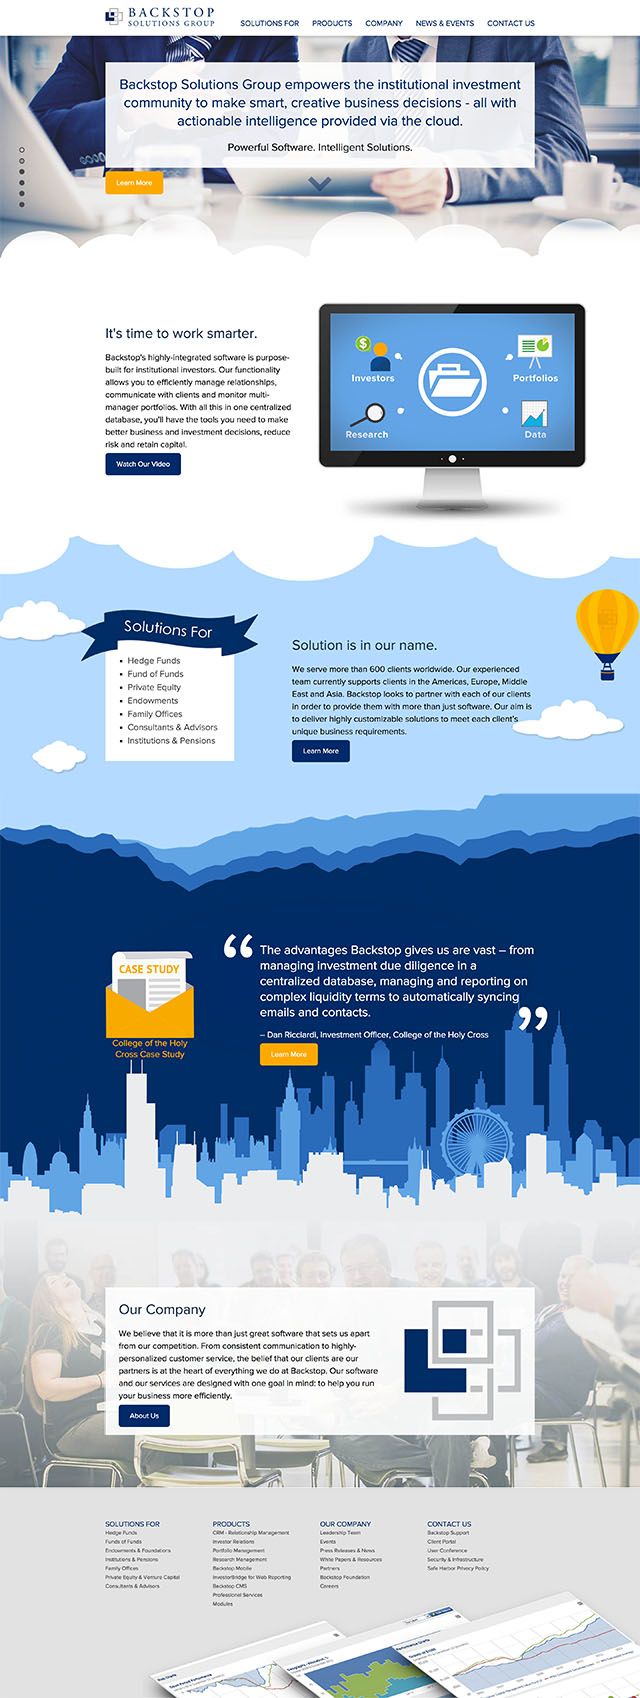 BACKSTOP
SOLUTIONS GROUP
SOLUTIONS FOR PRODUCTS COMPANY NEWS & EVENTS CONTACT US
Backstop Solutions Group empowers the institutional investment
community to make smart, creative business decisions - all with
actionable intelligence provided via the cloud.
Powerful Software. Intelligent Solutions.
Learn More
It's time to work smarter.
Backstop's highly-integrated software is purpose-
built for institutional investors. Our functionality
allows you to efficiently manage relationships,
communicate with clients and monitor multi-
manager portfolios. With all this in one centralized
database, you'll have the tools you need to make
better business and investment decisions, reduce
risk and retain capital.
Watch Our Video
$
Investors
Portfolios
Research
Data
Solutions For
• Hedge Funds
• Fund of Funds
• Private Equity
• Endowments
• Family Offices
• Consultants & Advisors
• Institutions & Pensions
Solution is in our name.
We serve more than 600 clients worldwide. Our experienced
team currently supports clients in the Americas, Europe, Middle
East and Asia. Backstop looks to partner with each of our clients
in order to provide them with more than just software. Our aim is
to deliver highly customizable solutions to meet each client's
unique business requirements.
Learn More
CASE STUDY
College of the Holy
Cross Case Study
“The advantages Backstop gives us are vast – from
managing investment due diligence in a
centralized database, managing and reporting on
complex liquidity terms to automatically syncing
emails and contacts.”
– Dan Ricciardi, Investment Officer, College of the Holy Cross
Learn More
Our Company
We believe that it is more than just great software that sets us apart
from our competition. From consistent communication to highly-
personalized customer service, the belief that our clients are our
partners is at the heart of everything we do at Backstop. Our software
and our services are designed with one goal in mind: to help you run
your business more efficiently.
About Us
SOLUTIONS FOR
Hedge Funds
Funds of Funds
Endowments & Foundations
Institutions & Pensions
Family Offices
Private Equity & Venture Capital
Consultants & Advisors
PRODUCTS
CRM - Relationship Management
Investor Relations
Portfolio Management
Research Management
Backstop Mobile
InvestorBridge for Web Reporting
Backstop CMS
Professional Services
Modules
OUR COMPANY
Leadership Team
Events
Press Releases & News
White Papers & Resources
Partners
Backstop Foundation
Careers
CONTACT US
Backstop Support
Client Portal
User Conference
Security & Infrastructure
Safe Harbor Privacy Policy